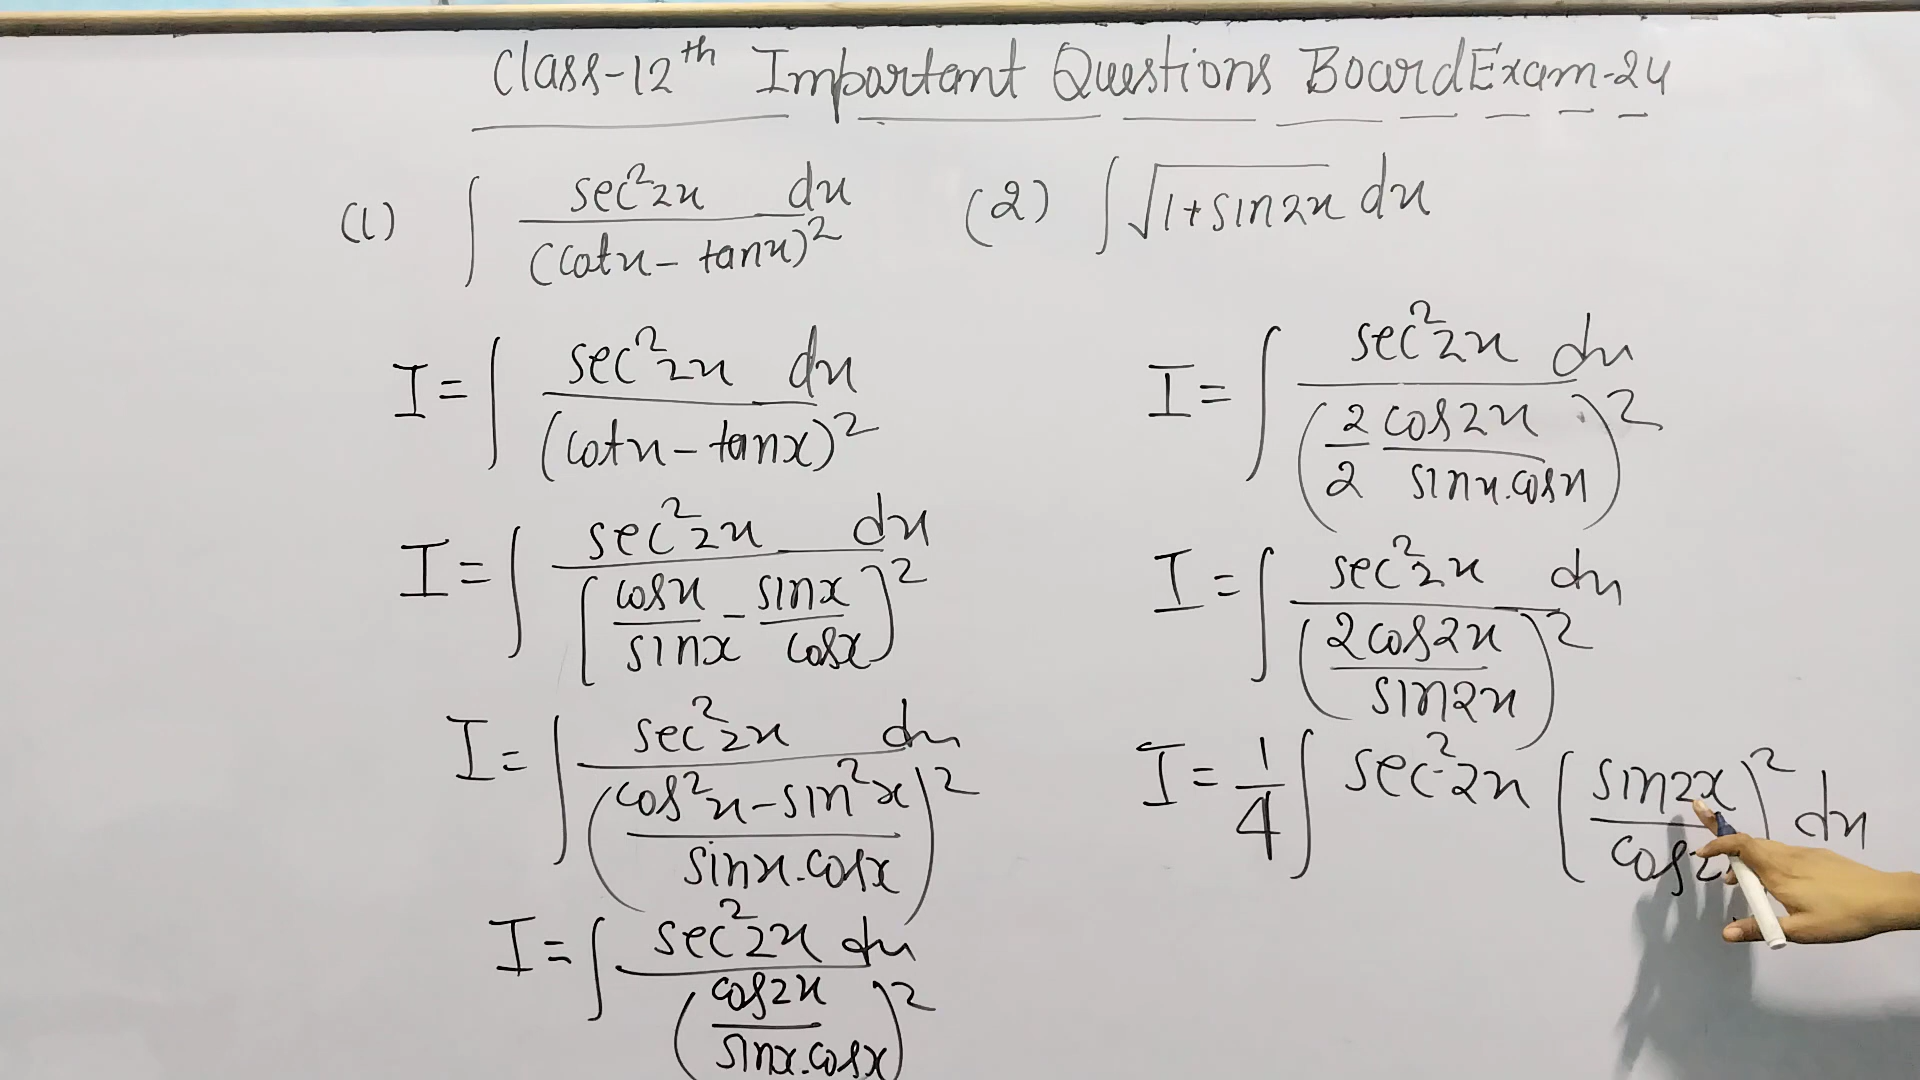 Class-12th Important Questions Board Exam-24
(1) ∫ sec²2x dx / (cotx - tanx)² (2) ∫ √1+sin2x dx
I = ∫ sec²2x dx / (cotx - tanx)²
I = ∫ sec²2x dx / [cosx/sinx - sinx/cosx]²
I = ∫ sec²2x dx / (cos²x - sin²x / sinx.cosx)²
I = ∫ sec²2x dx / (cos2x / sinx.cosx)²
I = ∫ sec²2x dx / (2/2 cos2x / sinx.cosx)²
I = ∫ sec²2x dx / (2cos2x / sin2x)²
I = 1/4 ∫ sec²2x (sin2x / cos2)² dx